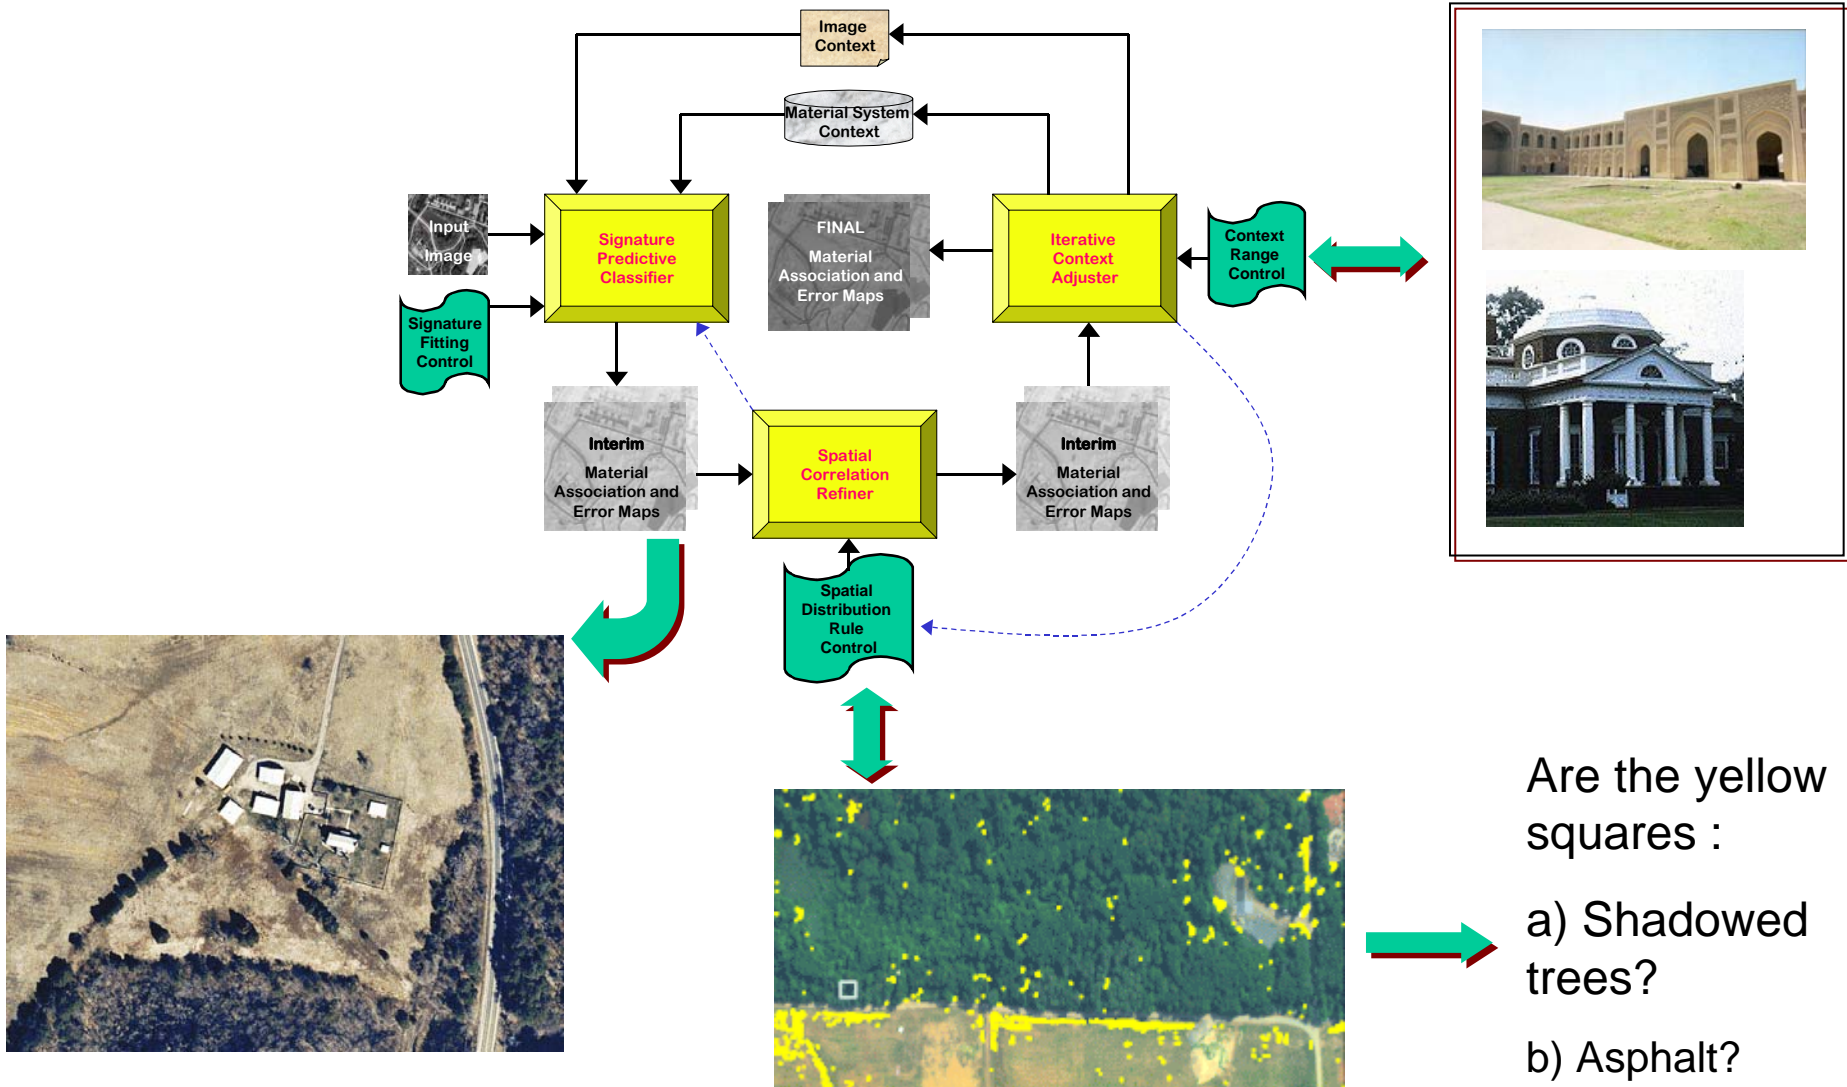 Image
Context
Material System
Context
Input
Image
Signature
Predictive
Classifier
FINAL
Material
Association and
Error Maps
Iterative
Context
Adjuster
Context
Range
Control
Signature
Fitting
Control
Interim
Material
Association and
Error Maps
Spatial
Correlation
Refiner
Interim
Material
Association and
Error Maps
Spatial
Distribution
Rule
Control
Are the yellow
squares :
a) Shadowed
trees?
b) Asphalt?